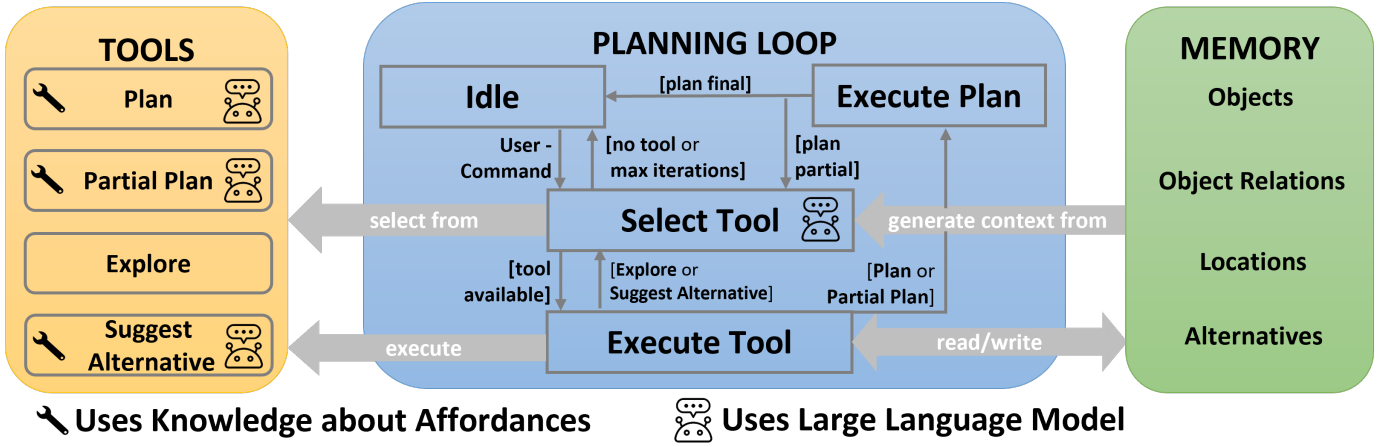 TOOLS
Plan
Partial Plan
Explore
Suggest
Alternative
PLANNING LOOP
Idle
[plan final]
Execute Plan
User -
Command
[no tool or
max iterations]
[plan
partial]
select from
Select Tool
generate context from
[tool
available]
[Explore or
Suggest Alternative]
[Plan or
Partial Plan]
execute
Execute Tool
read/write
MEMORY
Objects
Object Relations
Locations
Alternatives
Uses Knowledge about Affordances
Uses Large Language Model